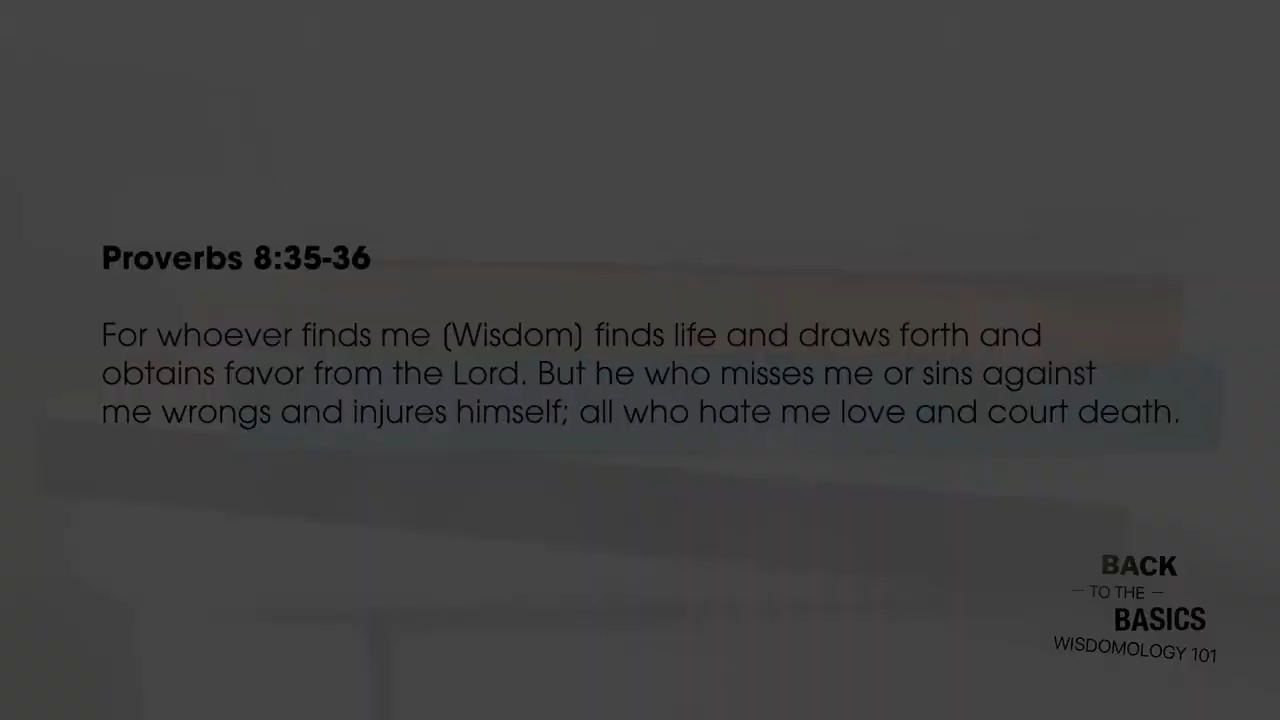 Proverbs 8:35-36
For whoever finds me (Wisdom) finds life and draws forth and
obtains favor from the Lord. But he who misses me or sins against
me wrongs and injures himself; all who hate me love and court death.
BACK
— TO THE —
BASICS
WISDOMOLOGY 101